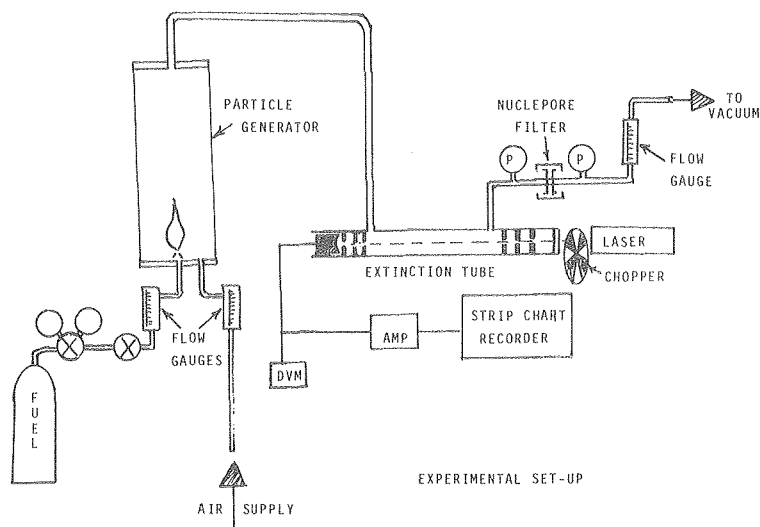 PARTICLE
GENERATOR
NUCLEPORE
FILTER
TO
VACUUM
P
P
FLOW
GAUGE
LASER
EXTINCTION TUBE
CHOPPER
FLOW
GAUGES
AMP
STRIP CHART
RECORDER
DVM
FUEL
AIR SUPPLY
EXPERIMENTAL SET-UP